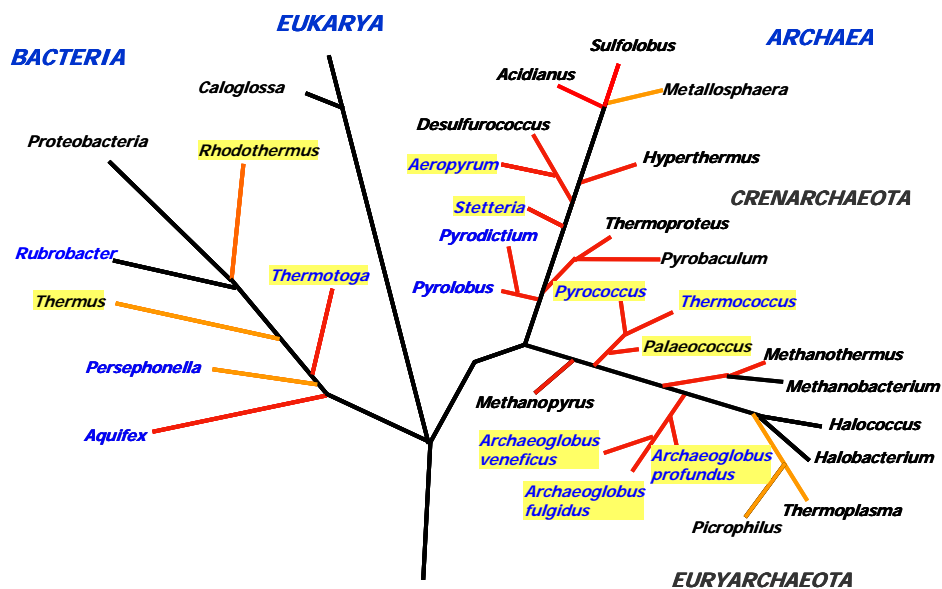 EUKARYA
BACTERIA
ARCHAEA
Sulfolobus
Acidianus
Caloglossa
Metallosphaera
Desulfurococcus
Proteobacteria
Rhodothermus
Aeropyrum
Hyperthermus
CRENARCHAEOTA
Stetteria
Thermoproteus
Pyrodictium
Rubrobacter
Pyrobaculum
Thermotoga
Pyrolobus
Pyrococcus
Thermus
Thermococcus
Palaeococcus
Methanothermus
Persephonella
Methanobacterium
Methanopyrus
Halococcus
Aquifex
Archaeoglobus
veneficus
Archaeoglobus
profundus
Halobacterium
Archaeoglobus
fulgidus
Thermoplasma
Picrophilus
EURYARCHAEOTA